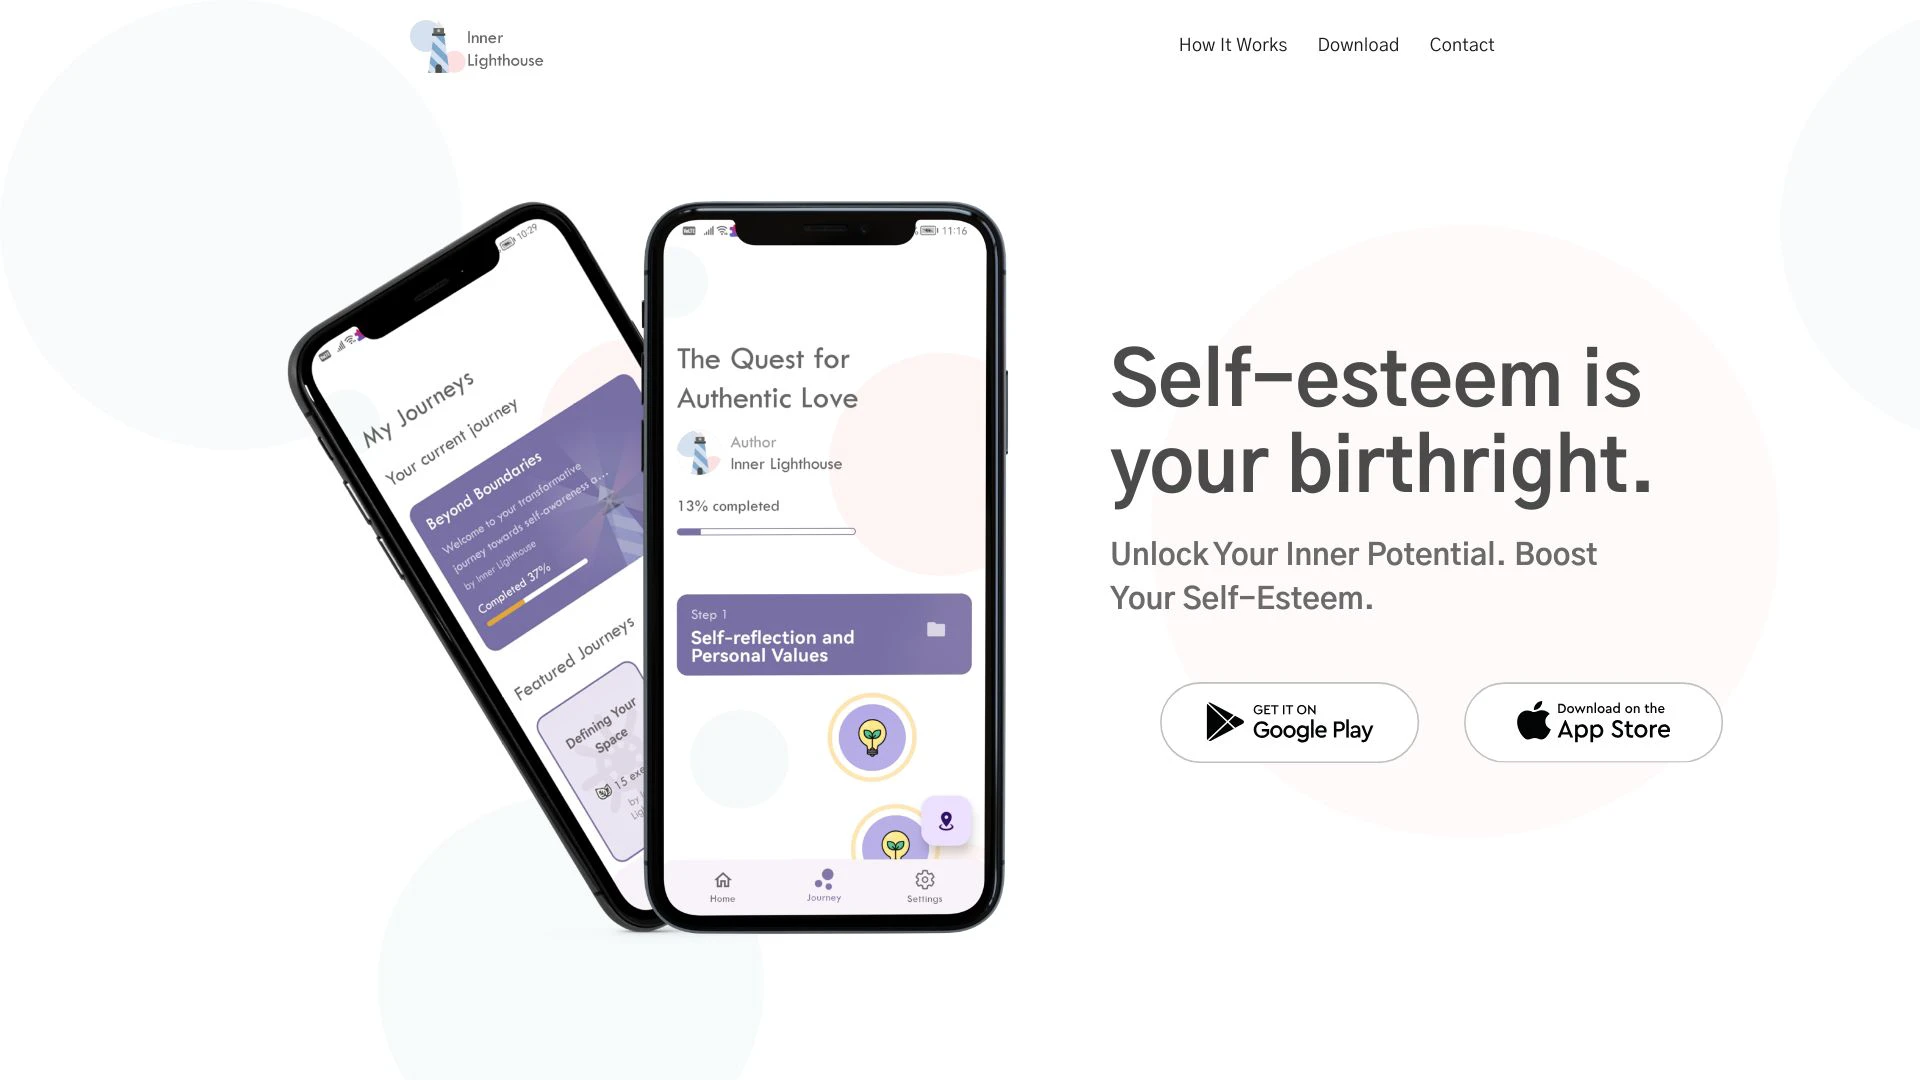 Inner
Lighthouse
How It Works
Download
Contact
10:29
My Journeys
Your current journey
Beyond Boundaries
Welcome to your transformative
journey towards self-awareness a...
by Inner Lighthouse
Completed 37%
Featured Journeys
Defining Your
Space
15 exe
by
11:16
The Quest for
Authentic Love
Author
Inner Lighthouse
13% completed
Step 1
Self-reflection and
Personal Values
Home
Journey
Settings
Self-esteem is
your birthright.
Unlock Your Inner Potential. Boost
Your Self-Esteem.
GET IT ON
Google Play
Download on the
App Store